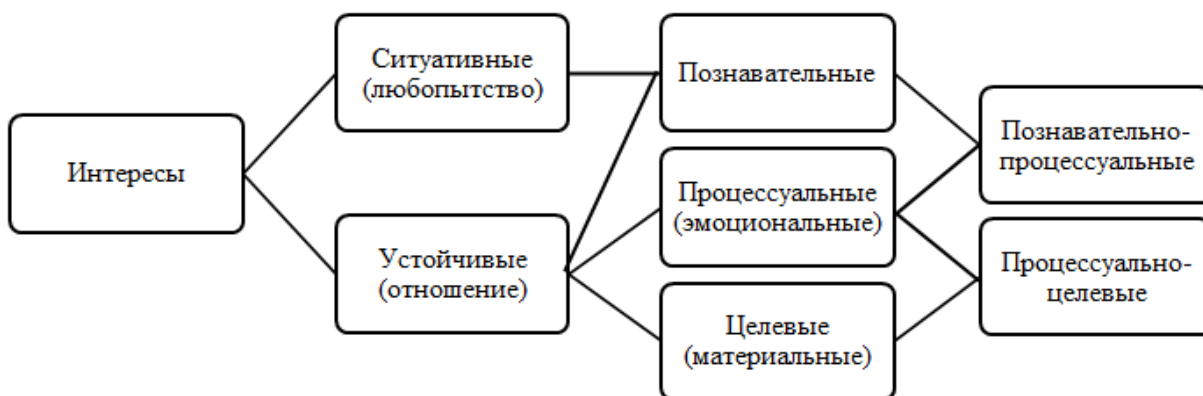 Интересы
Ситуативные
(любопытство)
Устойчивые
(отношение)
Познавательные
Процессуальные
(эмоциональные)
Целевые
(материальные)
Познавательно-
процессуальные
Процессуально-
целевые